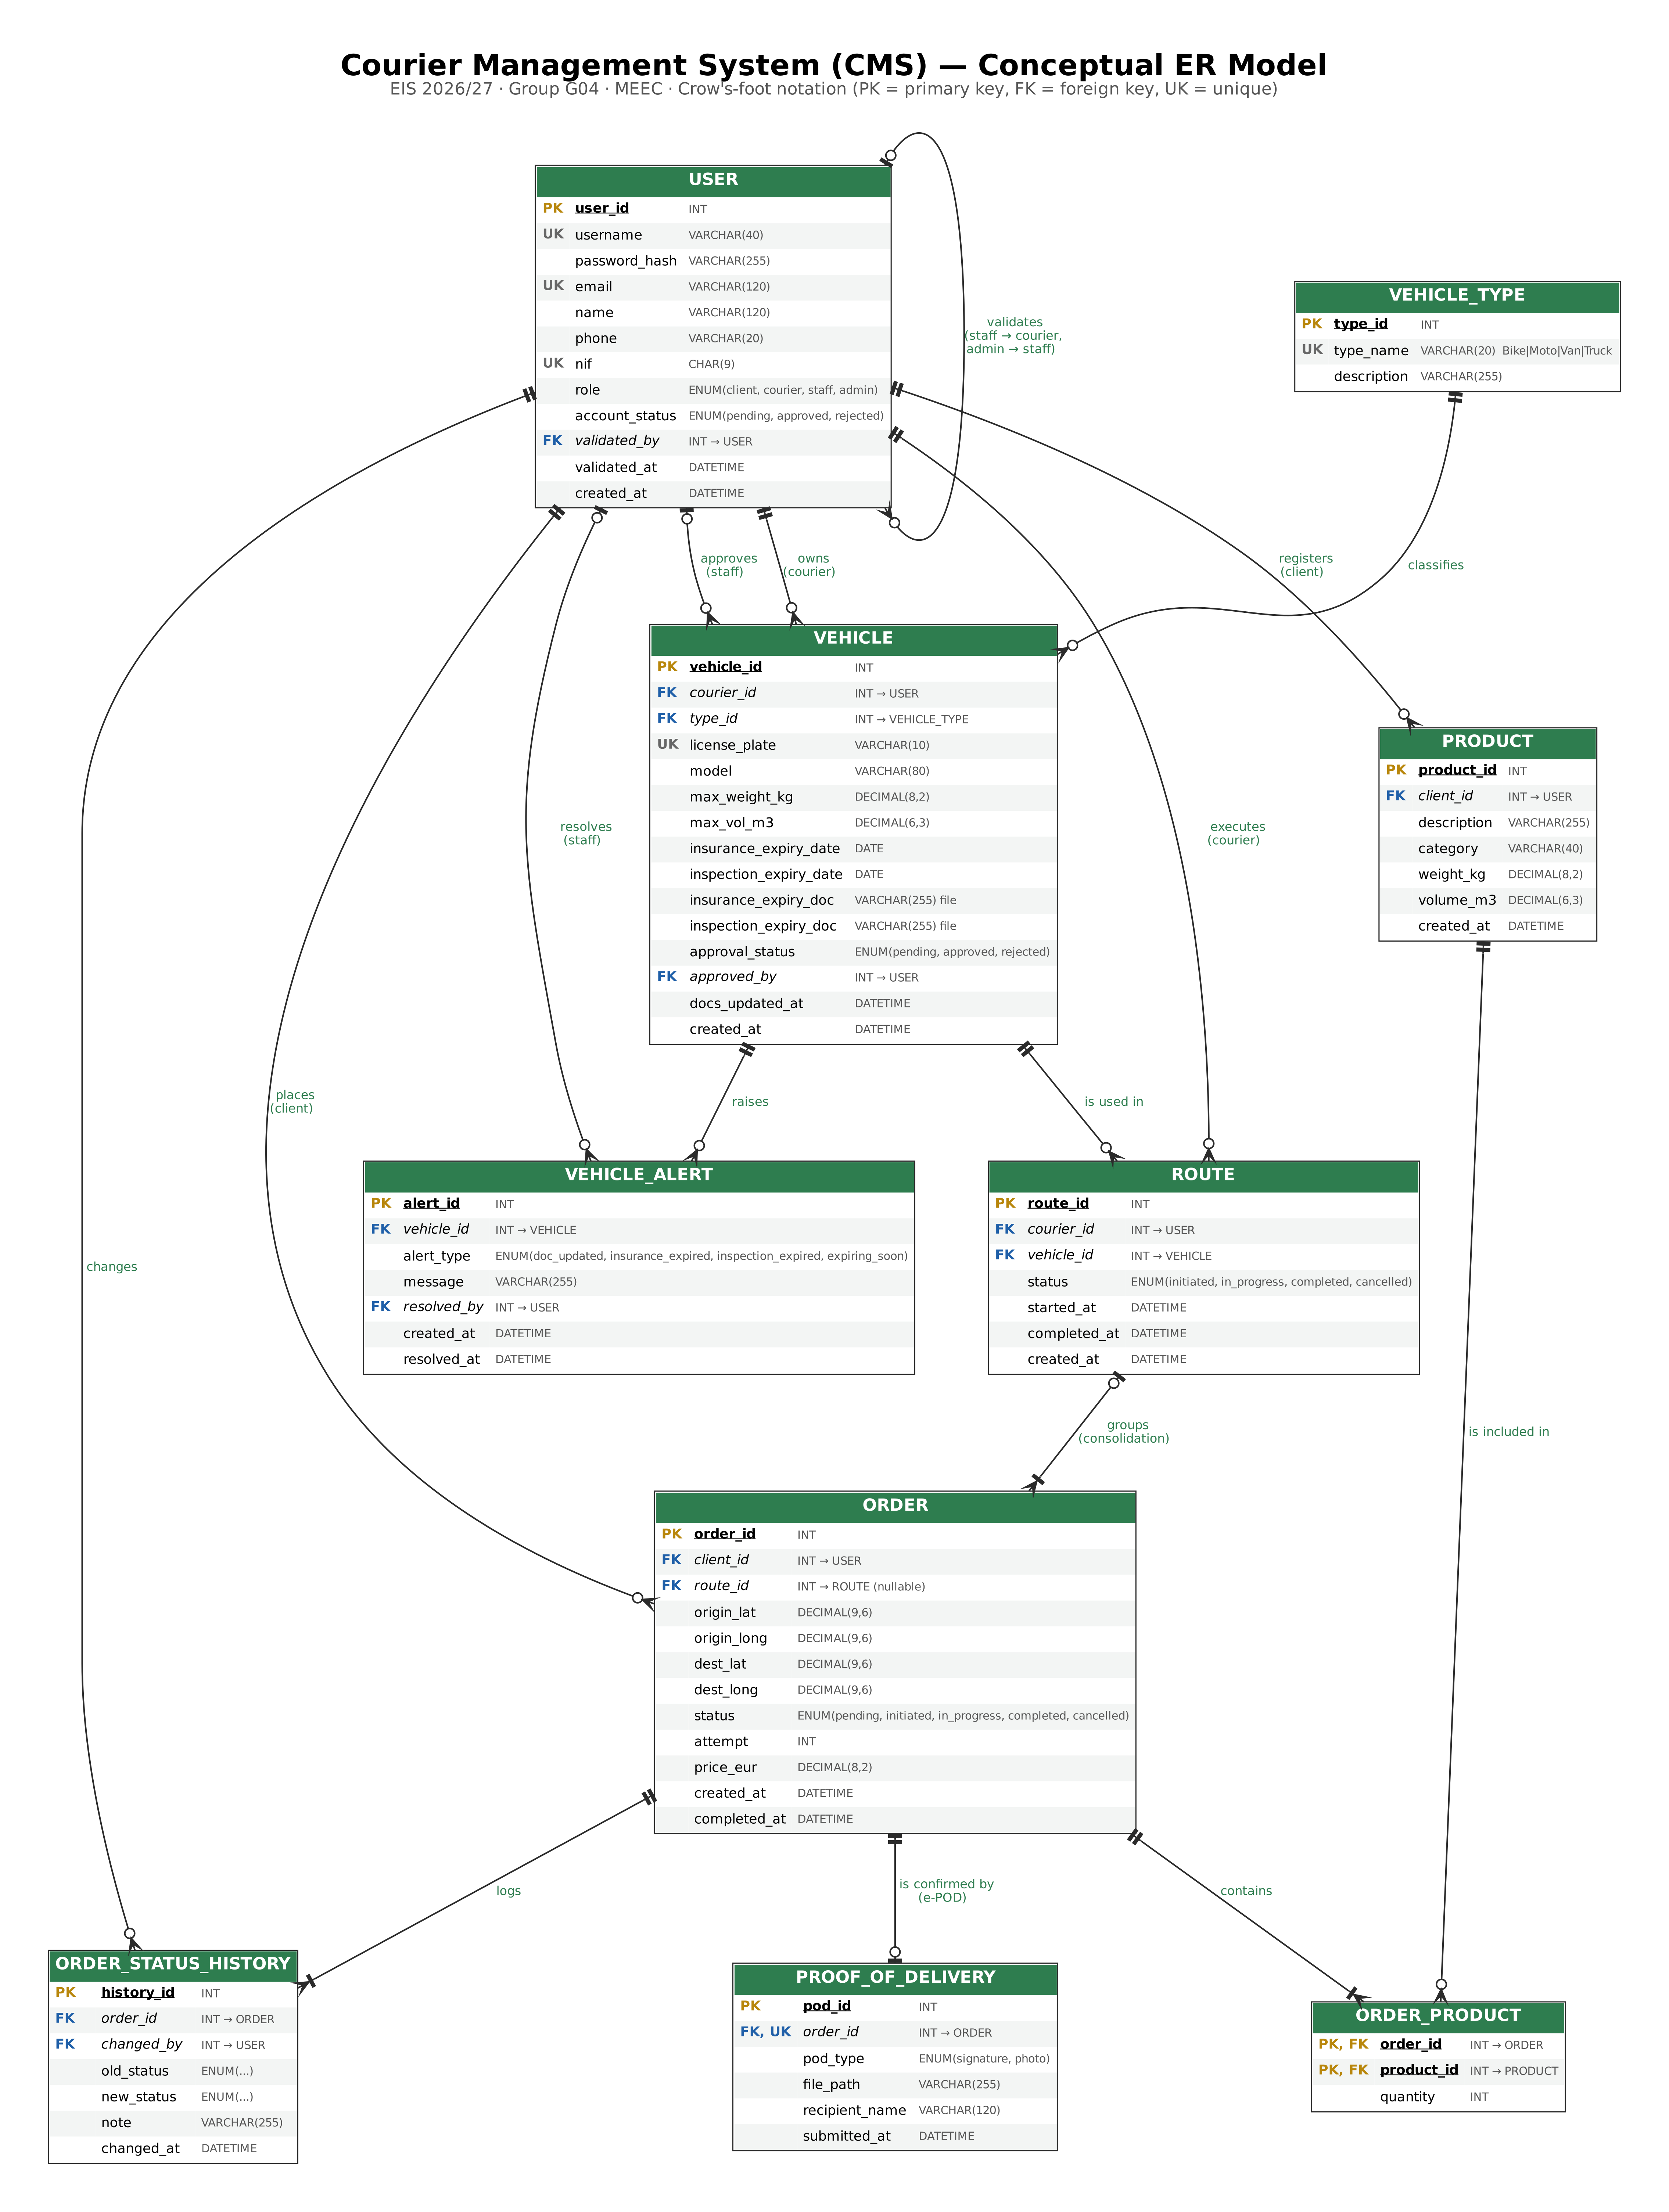 Courier Management System (CMS) — Conceptual ER Model
EIS 2026/27 · Group G04 · MEEC · Crow's-foot notation (PK = primary key, FK = foreign key, UK = unique)
USER
PK user_id INT
UK username VARCHAR(40)
password_hash VARCHAR(255)
UK email VARCHAR(120)
name VARCHAR(120)
phone VARCHAR(20)
UK nif CHAR(9)
role ENUM(client, courier, staff, admin)
account_status ENUM(pending, approved, rejected)
FK validated_by INT → USER
validated_at DATETIME
created_at DATETIME
validates
(staff → courier,
admin → staff)
VEHICLE_TYPE
PK type_id INT
UK type_name VARCHAR(20) Bike|Moto|Van|Truck
description VARCHAR(255)
approves
(staff)
owns
(courier)
registers
(client)
classifies
VEHICLE
PK vehicle_id INT
FK courier_id INT → USER
FK type_id INT → VEHICLE_TYPE
UK license_plate VARCHAR(10)
model VARCHAR(80)
max_weight_kg DECIMAL(8,2)
max_vol_m3 DECIMAL(6,3)
insurance_expiry_date DATE
inspection_expiry_date DATE
insurance_expiry_doc VARCHAR(255) file
inspection_expiry_doc VARCHAR(255) file
approval_status ENUM(pending, approved, rejected)
FK approved_by INT → USER
docs_updated_at DATETIME
created_at DATETIME
PRODUCT
PK product_id INT
FK client_id INT → USER
description VARCHAR(255)
category VARCHAR(40)
weight_kg DECIMAL(8,2)
volume_m3 DECIMAL(6,3)
created_at DATETIME
resolves
(staff)
executes
(courier)
places
(client)
raises
is used in
VEHICLE_ALERT
PK alert_id INT
FK vehicle_id INT → VEHICLE
alert_type ENUM(doc_updated, insurance_expired, inspection_expired, expiring_soon)
message VARCHAR(255)
FK resolved_by INT → USER
created_at DATETIME
resolved_at DATETIME
ROUTE
PK route_id INT
FK courier_id INT → USER
FK vehicle_id INT → VEHICLE
status ENUM(initiated, in_progress, completed, cancelled)
started_at DATETIME
completed_at DATETIME
created_at DATETIME
changes
groups
(consolidation)
is included in
ORDER
PK order_id INT
FK client_id INT → USER
FK route_id INT → ROUTE (nullable)
origin_lat DECIMAL(9,6)
origin_long DECIMAL(9,6)
dest_lat DECIMAL(9,6)
dest_long DECIMAL(9,6)
status ENUM(pending, initiated, in_progress, completed, cancelled)
attempt INT
price_eur DECIMAL(8,2)
created_at DATETIME
completed_at DATETIME
logs
is confirmed by
(e-POD)
contains
ORDER_STATUS_HISTORY
PK history_id INT
FK order_id INT → ORDER
FK changed_by INT → USER
old_status ENUM(...)
new_status ENUM(...)
note VARCHAR(255)
changed_at DATETIME
PROOF_OF_DELIVERY
PK pod_id INT
FK, UK order_id INT → ORDER
pod_type ENUM(signature, photo)
file_path VARCHAR(255)
recipient_name VARCHAR(120)
submitted_at DATETIME
ORDER_PRODUCT
PK, FK order_id INT → ORDER
PK, FK product_id INT → PRODUCT
quantity INT